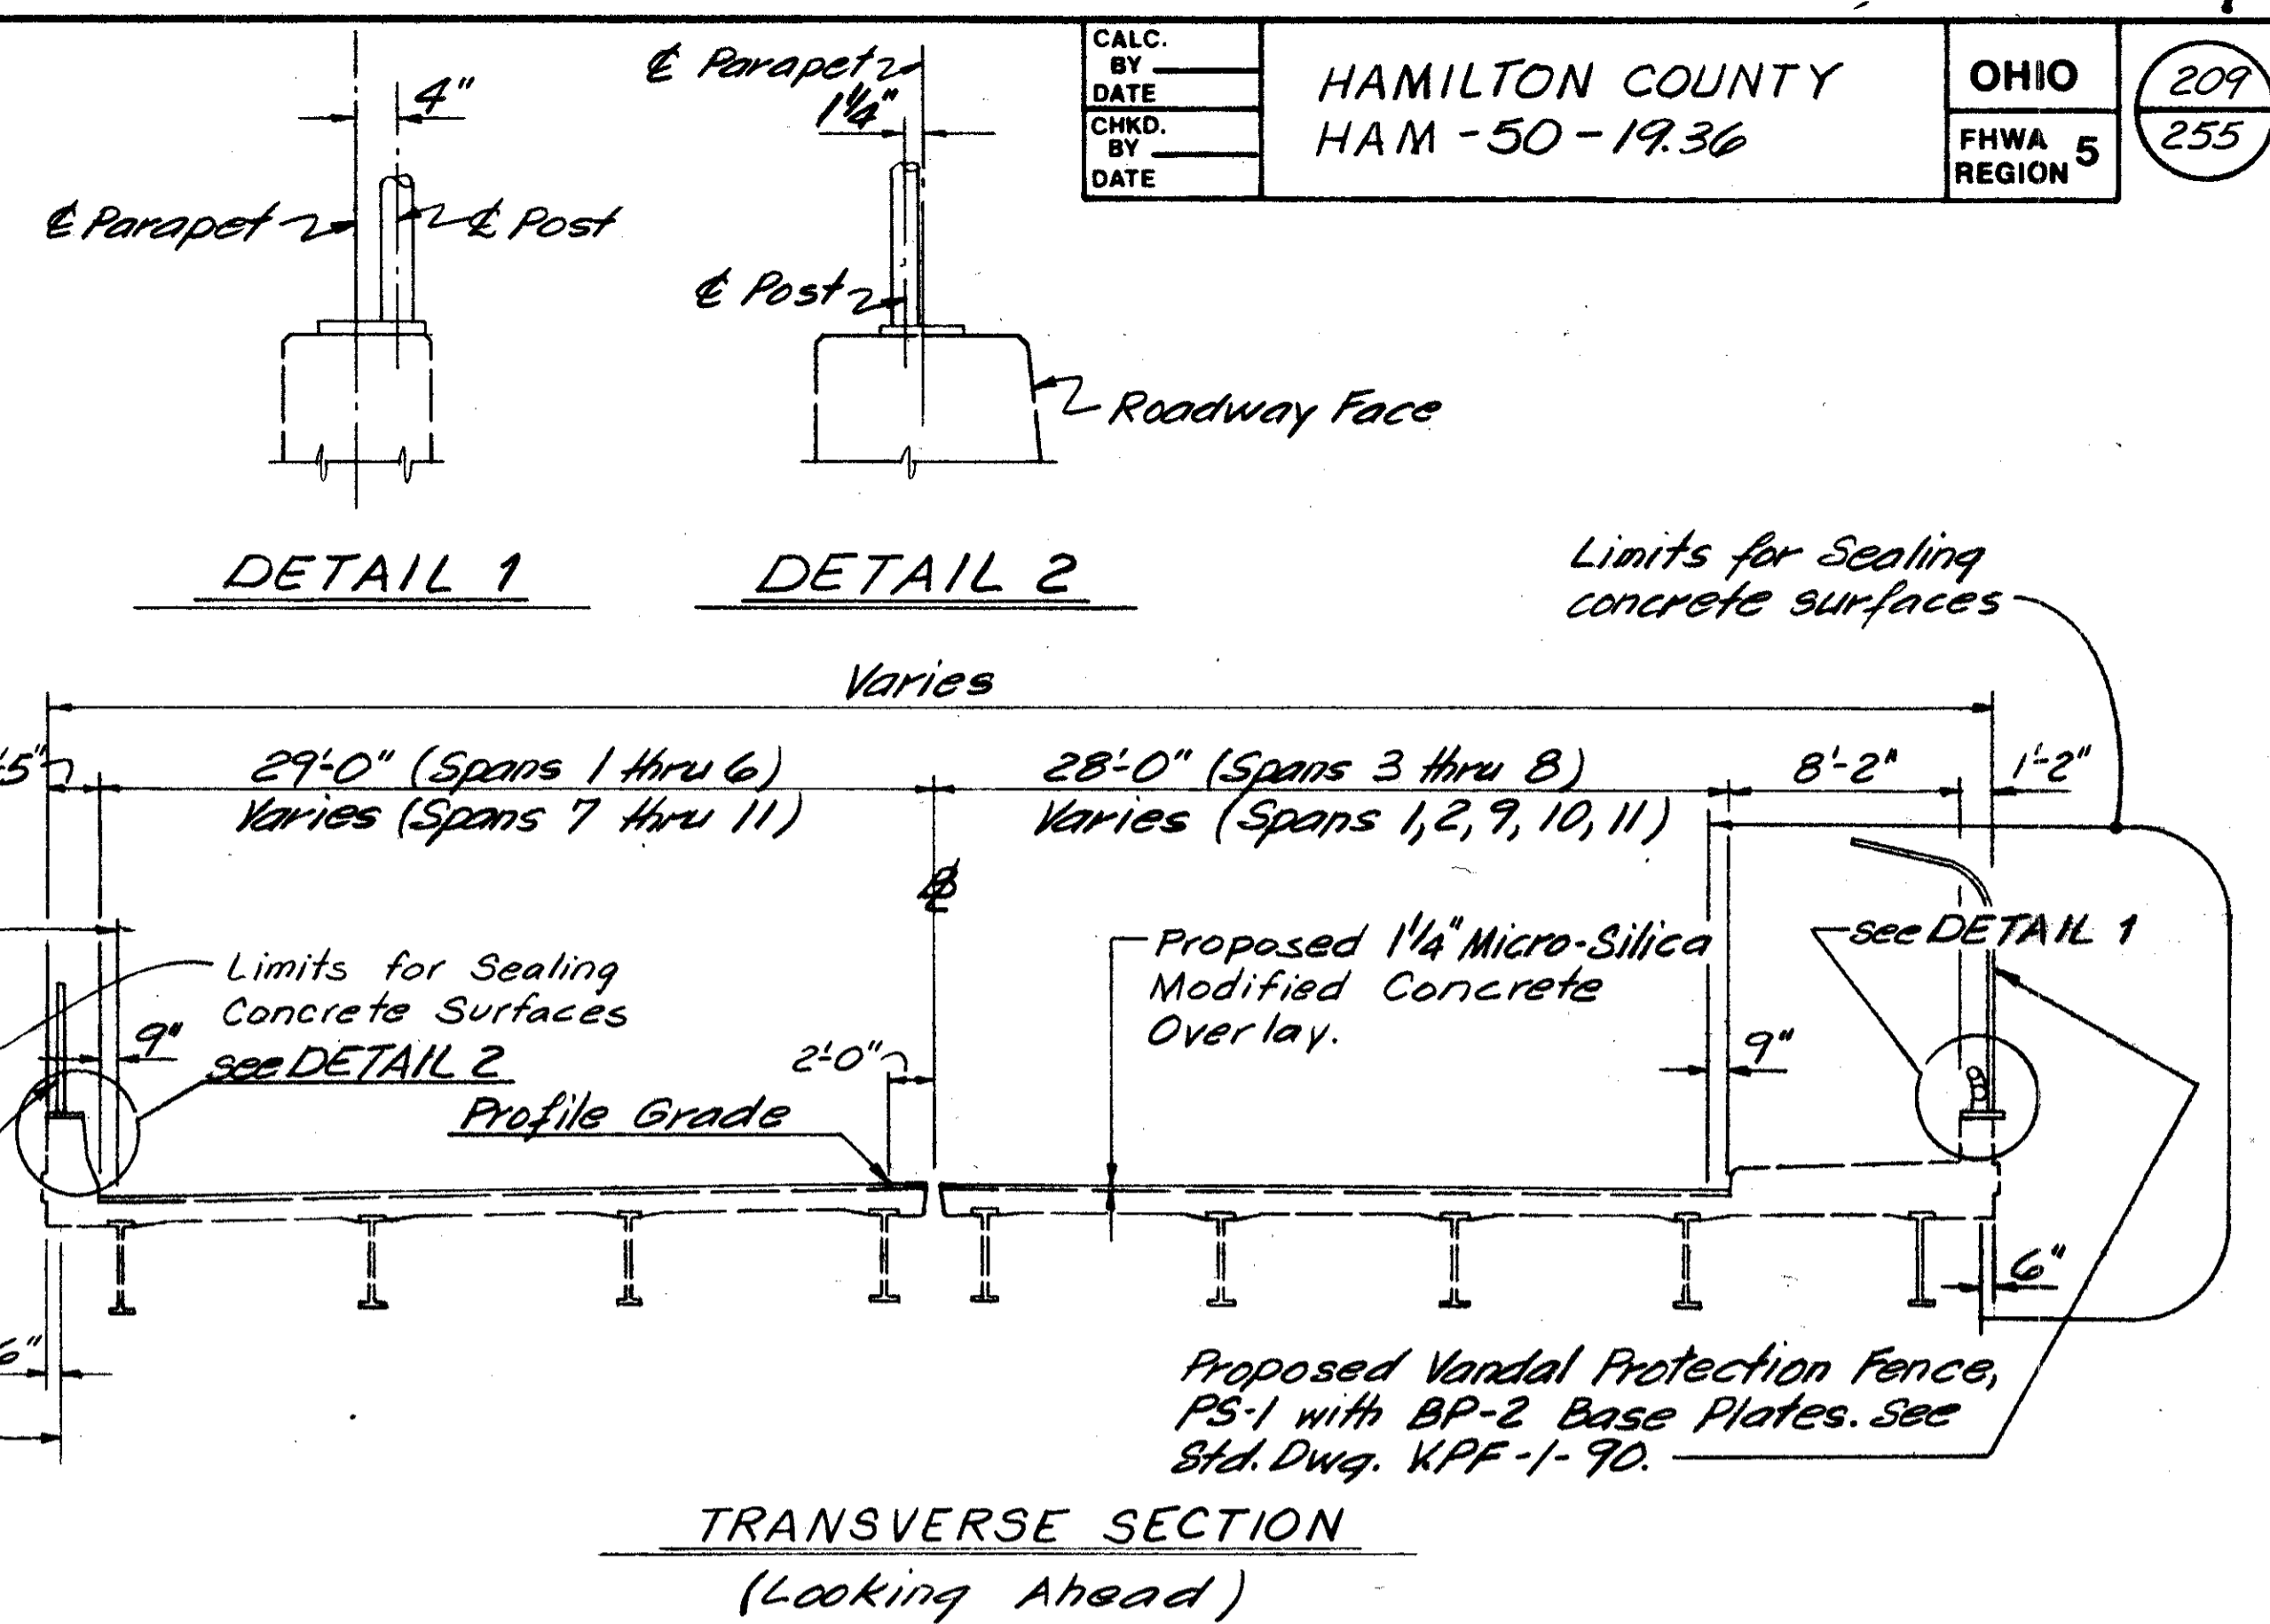 CALC.
BY
DATE
CHKD.
BY
DATE
HAMILTON COUNTY
HAM-50-19.36
OHIO
FHWA
REGION 5
209
255
℄ Parapet
4"
℄ Post
DETAIL 1
℄ Parapet
1 1/4"
℄ Post
Roadway Face
DETAIL 2
Limits for Sealing
concrete surfaces
Varies
29'-0" (Spans 1 thru 6)
Varies (Spans 7 thru 11)
28'-0" (Spans 3 thru 8)
Varies (Spans 1,2,9,10,11)
8'-2"
1'-2"
Limits for Sealing
Concrete Surfaces
9"
see DETAIL 2
2'-0"
Profile Grade
Proposed 1 1/4" Micro-Silica
Modified Concrete
Overlay.
see DETAIL 1
9"
6"
6"
Proposed Vandal Protection Fence,
PS-1 with BP-2 Base Plates. See
Std. Dwg. VPF-1-90.
TRANSVERSE SECTION
(Looking Ahead)